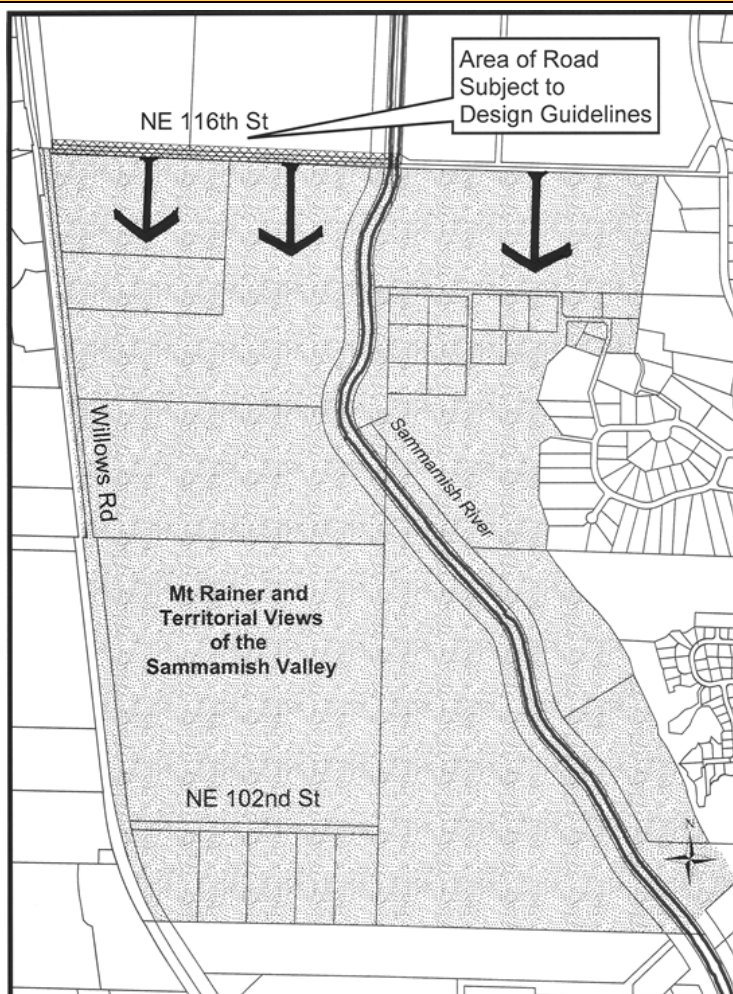 Area of Road
Subject to
Design Guidelines
NE 116th St
Willows Rd
Sammamish River
Mt Rainer and
Territorial Views
of the
Sammamish Valley
NE 102nd St
N